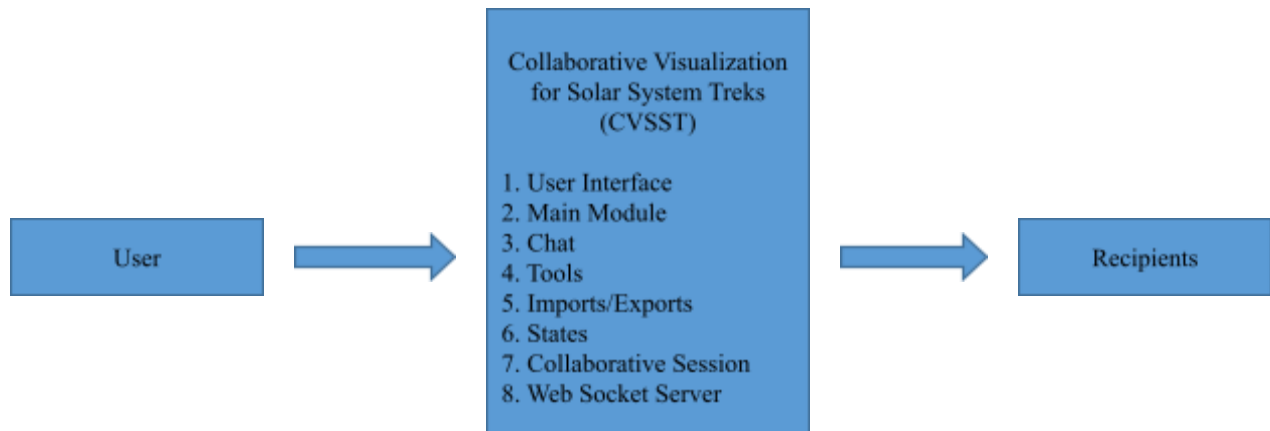 User
Collaborative Visualization
for Solar System Treks
(CVSST)
1. User Interface
2. Main Module
3. Chat
4. Tools
5. Imports/Exports
6. States
7. Collaborative Session
8. Web Socket Server
Recipients